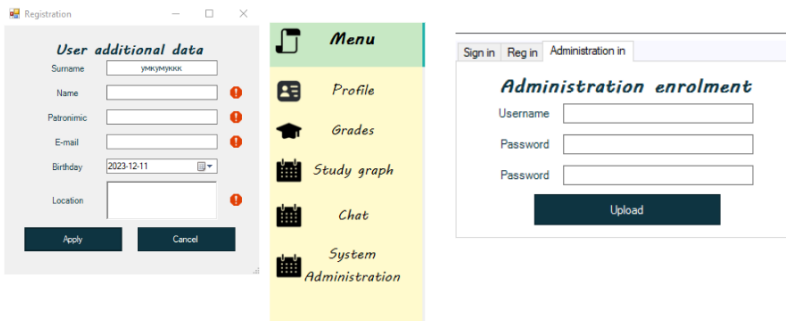 Registration
User additional data
Surname
умкумуккк
Name
Patronimic
E-mail
Birthday
2023-12-11
Location
Apply
Cancel
Menu
Profile
Grades
Study graph
Chat
System
Administration
Sign in
Reg in
Administration in
Administration enrolment
Username
Password
Password
Upload